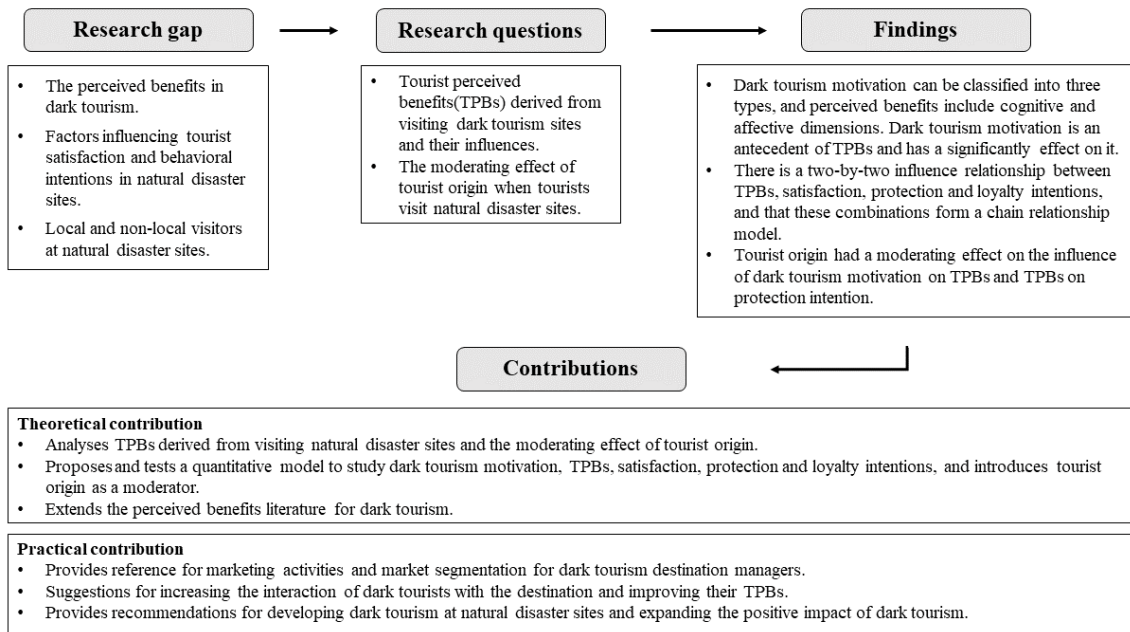 Research gap
Research questions
Findings
• The perceived benefits in
dark tourism.
• Factors influencing tourist
satisfaction and behavioral
intentions in natural disaster
sites.
• Local and non-local visitors
at natural disaster sites.
• Tourist perceived
benefits(TPBs) derived from
visiting dark tourism sites
and their influences.
• The moderating effect of
tourist origin when tourists
visit natural disaster sites.
• Dark tourism motivation can be classified into three
types, and perceived benefits include cognitive and
affective dimensions. Dark tourism motivation is an
antecedent of TPBs and has a significantly effect on it.
• There is a two-by-two influence relationship between
TPBs, satisfaction, protection and loyalty intentions,
and that these combinations form a chain relationship
model.
• Tourist origin had a moderating effect on the influence
of dark tourism motivation on TPBs and TPBs on
protection intention.
Contributions
Theoretical contribution
• Analyses TPBs derived from visiting natural disaster sites and the moderating effect of tourist origin.
• Proposes and tests a quantitative model to study dark tourism motivation, TPBs, satisfaction, protection and loyalty intentions, and introduces tourist
origin as a moderator.
• Extends the perceived benefits literature for dark tourism.
Practical contribution
• Provides reference for marketing activities and market segmentation for dark tourism destination managers.
• Suggestions for increasing the interaction of dark tourists with the destination and improving their TPBs.
• Provides recommendations for developing dark tourism at natural disaster sites and expanding the positive impact of dark tourism.